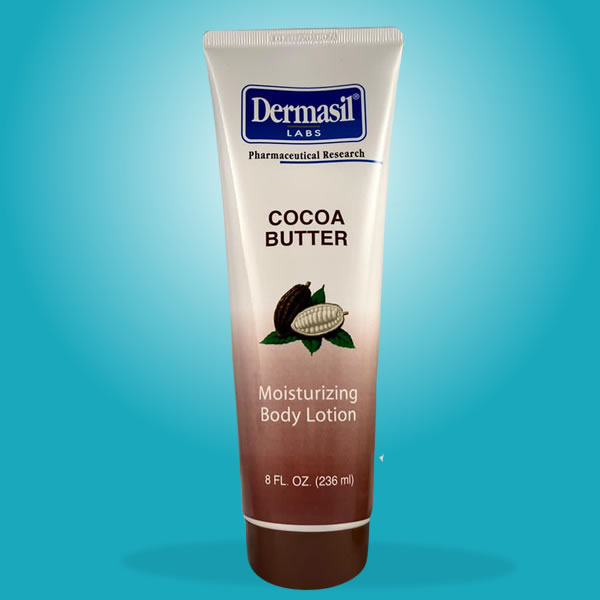 Dermasil®
LABS
Pharmaceutical Research
COCOA
BUTTER
Moisturizing
Body Lotion
8 FL. OZ. (236 ml)